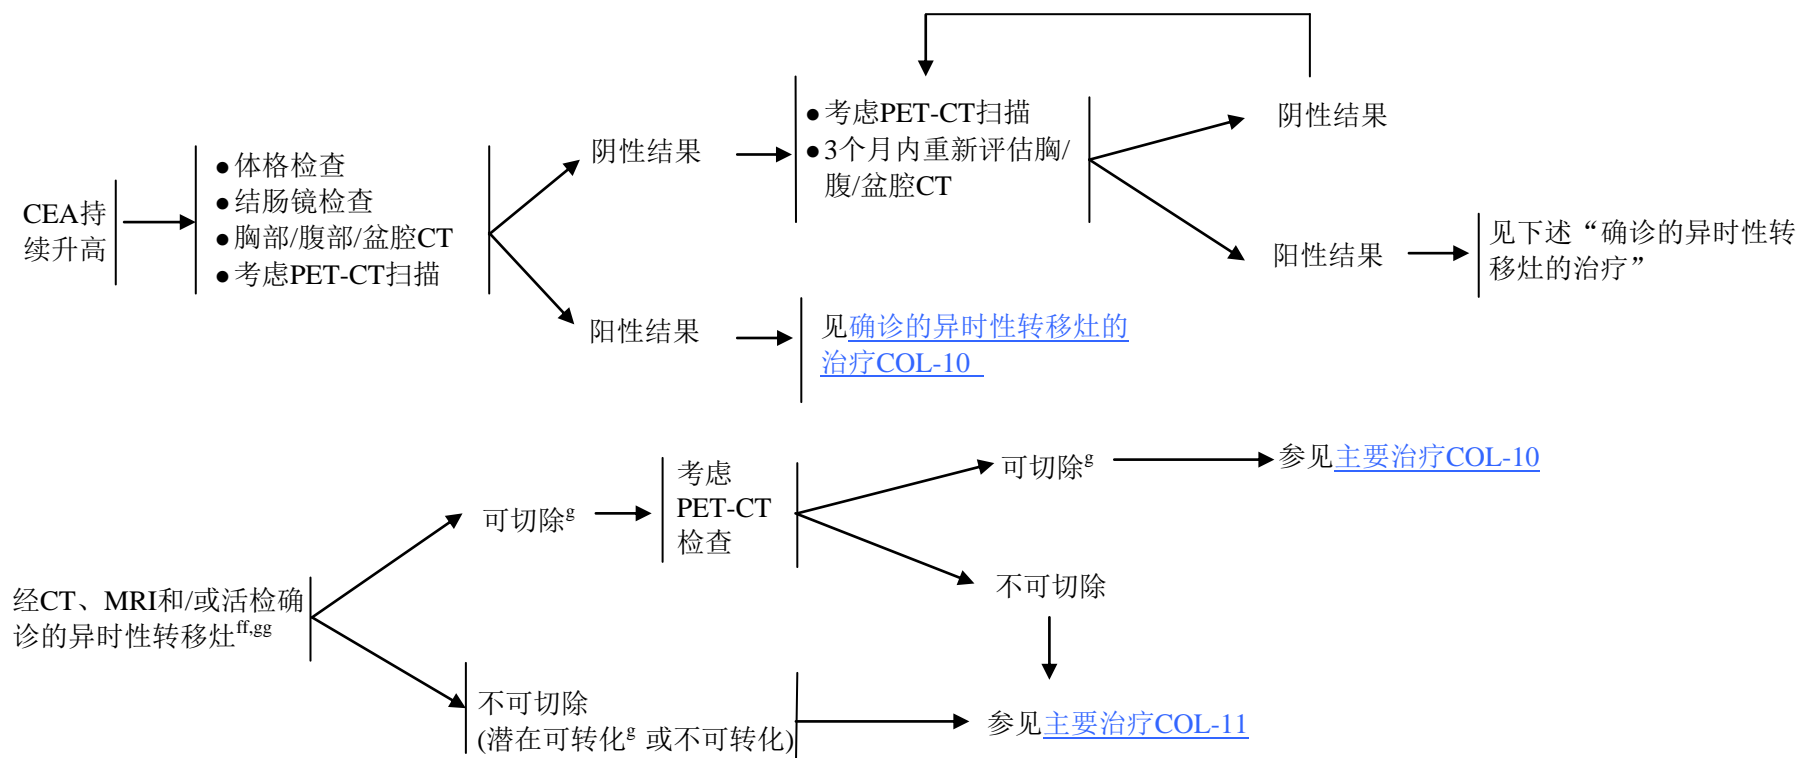 CEA持
续升高
●体格检查
●结肠镜检查
●胸部/腹部/盆腔CT
●考虑PET-CT扫描
阴性结果
●考虑PET-CT扫描
●3个月内重新评估胸/
腹/盆腔CT
阴性结果
阳性结果
见下述“确诊的异时性转
移灶的治疗”
阳性结果
见确诊的异时性转移灶的
治疗COL-10
经CT、MRI和/或活检确
诊的异时性转移灶ff,gg
可切除g
考虑
PET-CT
检查
可切除g
参见主要治疗COL-10
不可切除
不可切除
(潜在可转化g 或不可转化)
参见主要治疗COL-11